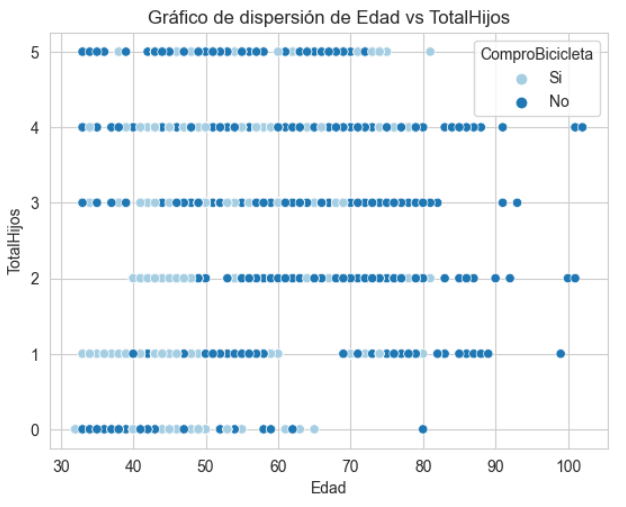 Gráfico de dispersión de Edad vs TotalHijos
ComproBicicleta
Si
No
5
4
3
2
1
0
TotalHijos
30 40 50 60 70 80 90 100
Edad